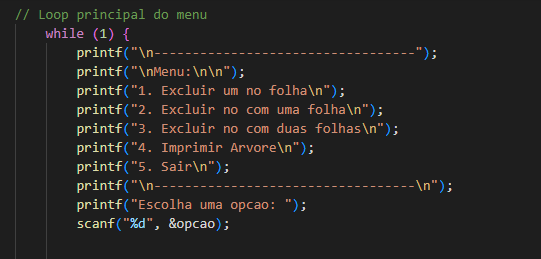 // Loop principal do menu
while (1) {
printf("\n----------------------------------");
printf("\nMenu:\n\n");
printf("1. Excluir um no folha\n");
printf("2. Excluir no com uma folha\n");
printf("3. Excluir no com duas folhas\n");
printf("4. Imprimir Arvore\n");
printf("5. Sair\n");
printf("\n----------------------------------\n");
printf("Escolha uma opcao: ");
scanf("%d", &opcao);